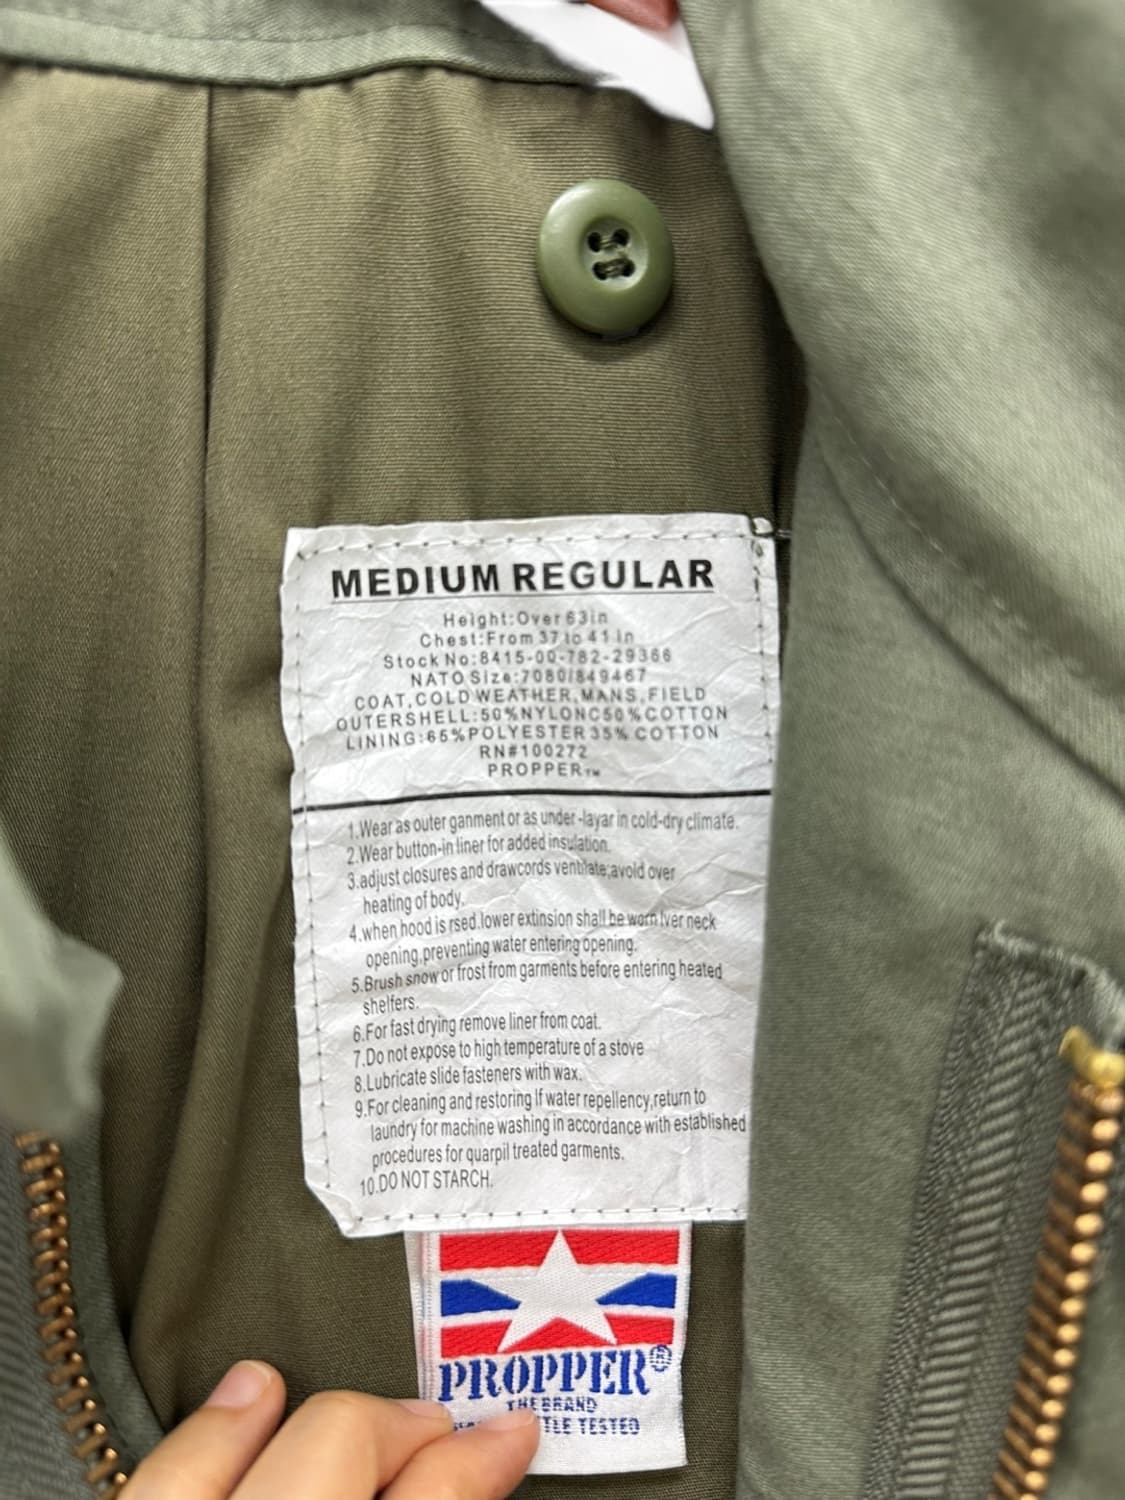 MEDIUM REGULAR
Height:Over 63in
Chest:From 37 to 41 in
Stock No:8415-00-782-29366
NATO Size:7080/849467
COAT,COLD WEATHER,MANS,FIELD
OUTERSHELL:50%NYLONC50%COTTON
LINING:65%POLYESTER35% COTTON
RN#100272
PROPPER™
1.Wear as outer ganment or as under-layar in cold-dry climate.
2.Wear button-in liner for added insulation.
3.adjust closures and drawcords ventilate;avold over
heating of body.
4.when hood is rsed.lower extinsion shall be worn lver neck
opening.preventing water entering opening.
5.Brush snow or frost from garments before entering heated
shelfers.
6.For fast drying remove liner from coat.
7.Do not expose to high temperature of a stove
8.Lubricate slide fasteners with wax.
9.For cleaning and restoring lf water repellency,return to
laundry for machine washing in accordance with established
procedures for quarpil treated garments.
10.DO NOT STARCH.
PROPPER®
THE BRAND
TLE TESTED